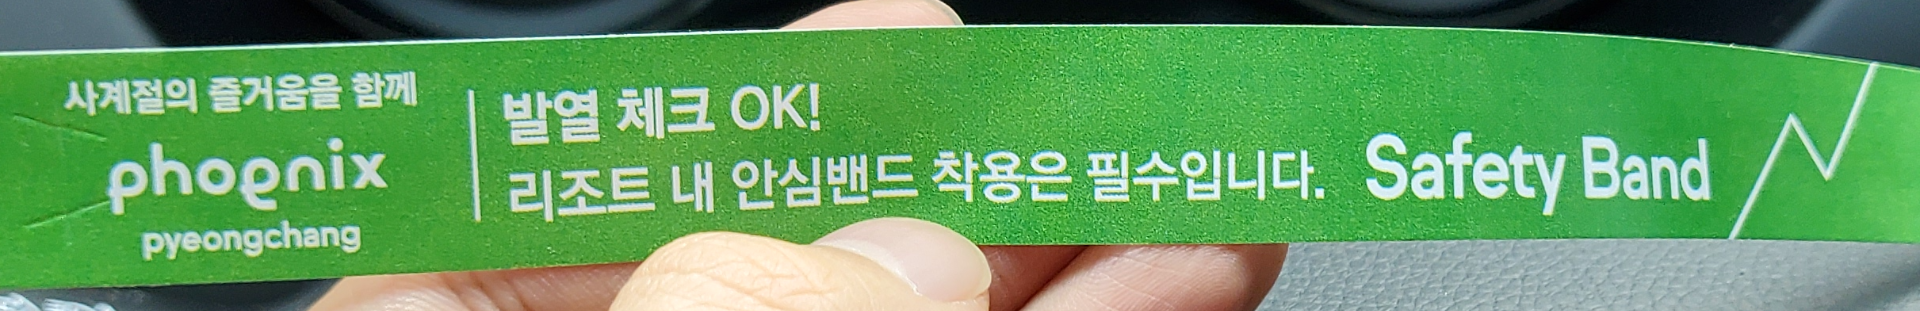 사계절의 즐거움을 함께
phoenix
pyeongchang
발열 체크 OK!
리조트 내 안심밴드 착용은 필수입니다.
Safety Band